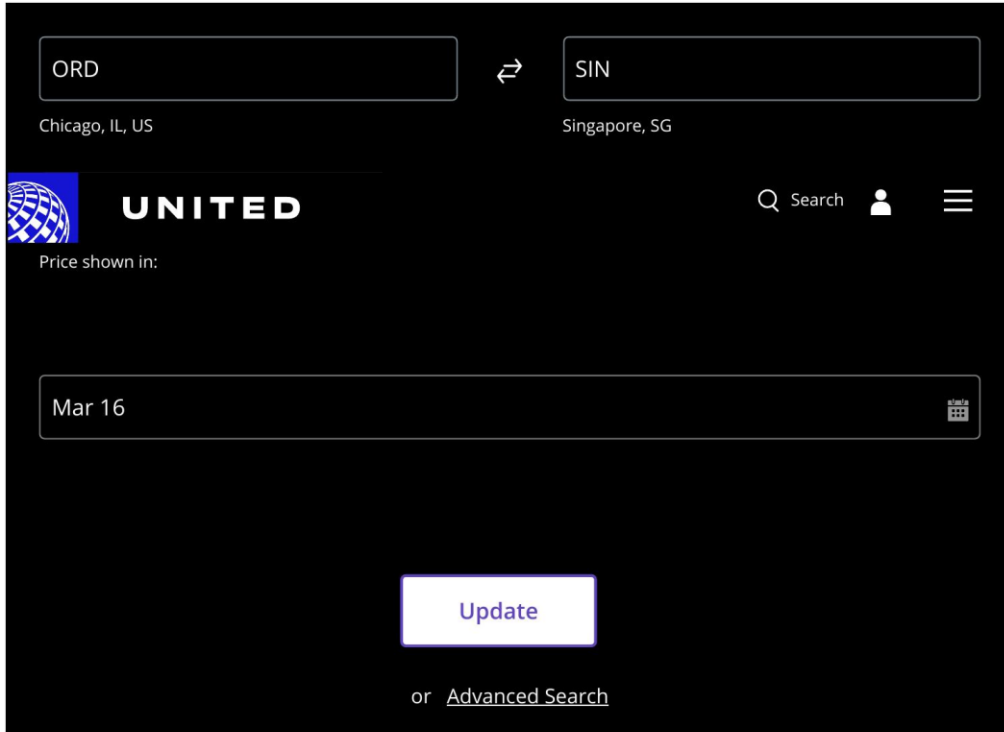 ORD
SIN
Chicago, IL, US
Singapore, SG
UNITED
Search
Price shown in:
Mar 16
Update
or Advanced Search